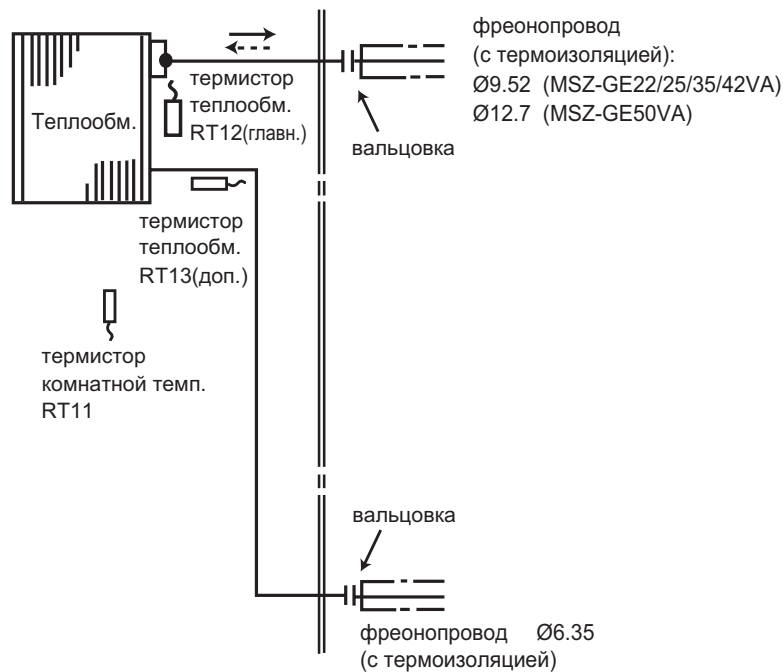 фреонопровод
(с термоизоляцией):
Ø9.52 (MSZ-GE22/25/35/42VA)
Ø12.7 (MSZ-GE50VA)
термистор
теплообм.
RT12(главн.)
Теплообм.
вальцовка
термистор
теплообм.
RT13(доп.)
термистор
комнатной темп.
RT11
вальцовка
фреонопровод Ø6.35
(с термоизоляцией)